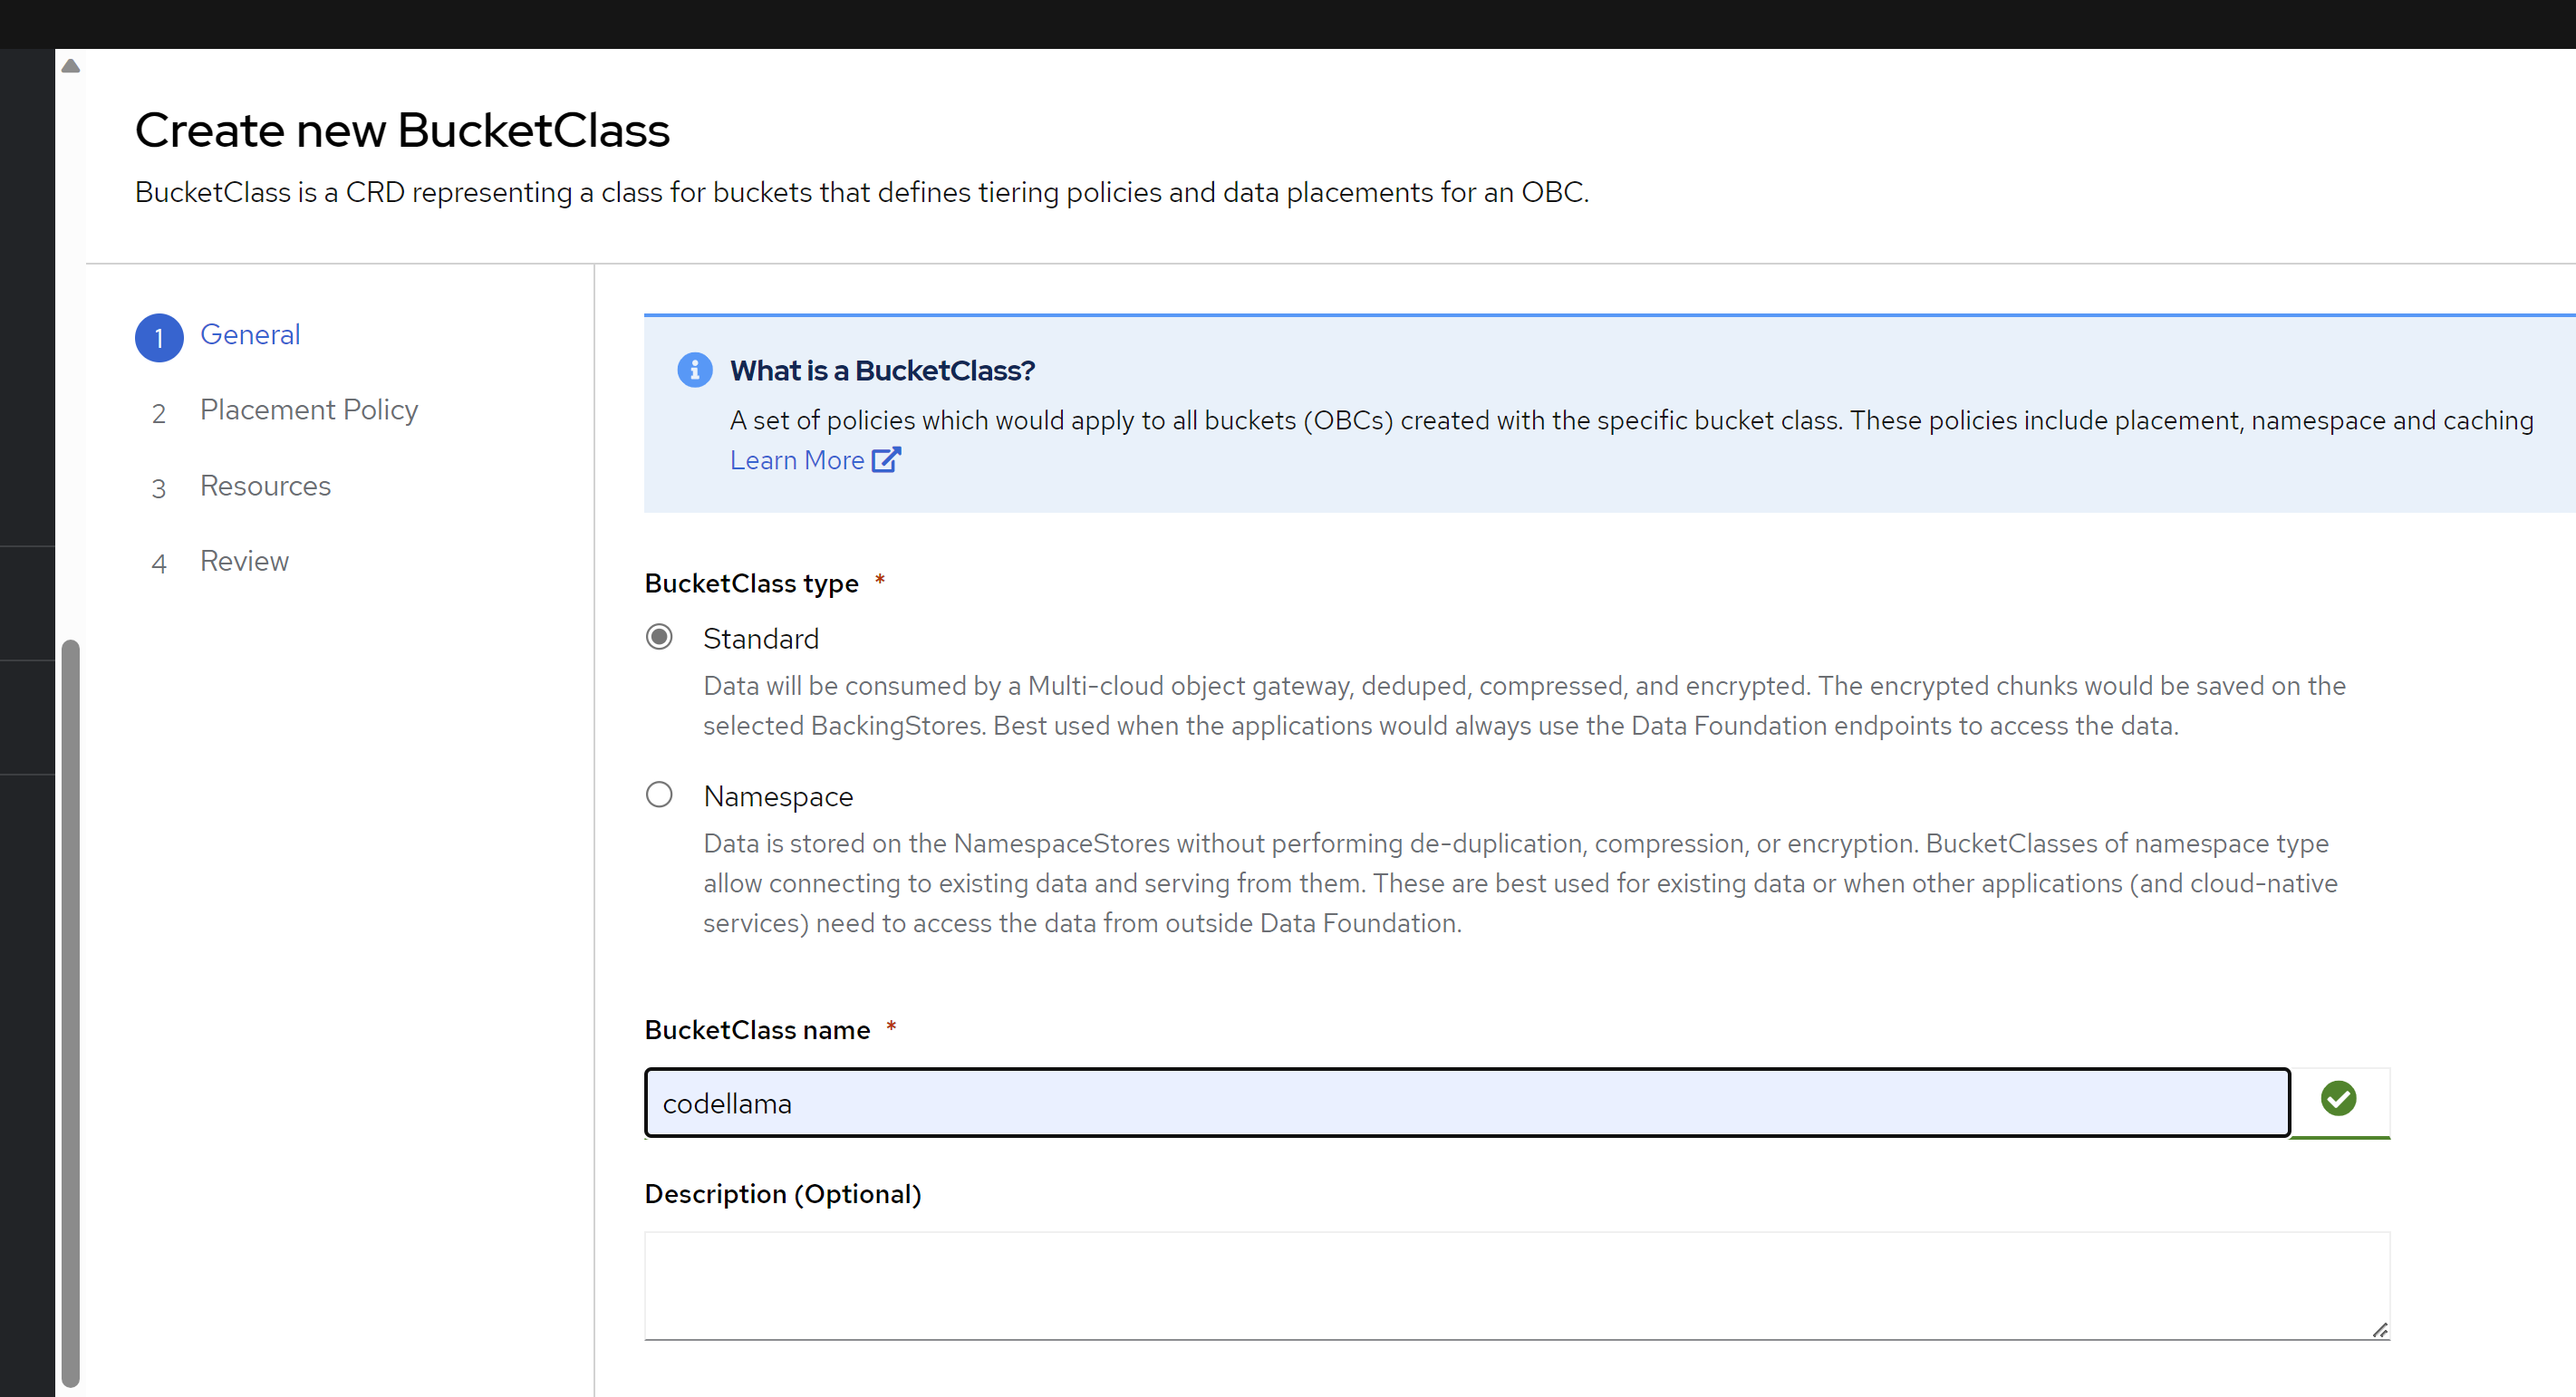 Create new BucketClass
BucketClass is a CRD representing a class for buckets that defines tiering policies and data placements for an OBC.
1 General
2 Placement Policy
3 Resources
4 Review
What is a BucketClass?
A set of policies which would apply to all buckets (OBCs) created with the specific bucket class. These policies include placement, namespace and caching
Learn More
BucketClass type *
Standard
Data will be consumed by a Multi-cloud object gateway, deduped, compressed, and encrypted. The encrypted chunks would be saved on the
selected BackingStores. Best used when the applications would always use the Data Foundation endpoints to access the data.
Namespace
Data is stored on the NamespaceStores without performing de-duplication, compression, or encryption. BucketClasses of namespace type
allow connecting to existing data and serving from them. These are best used for existing data or when other applications (and cloud-native
services) need to access the data from outside Data Foundation.
BucketClass name *
codellama
Description (Optional)